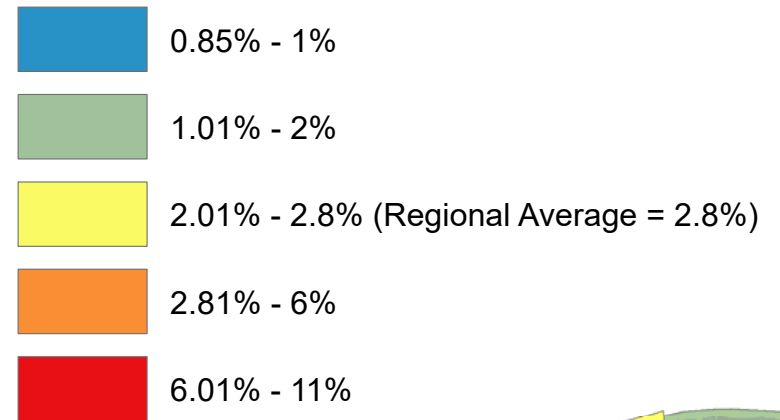 0.85% - 1%
1.01% - 2%
2.01% - 2.8% (Regional Average = 2.8%)
2.81% - 6%
6.01% - 11%